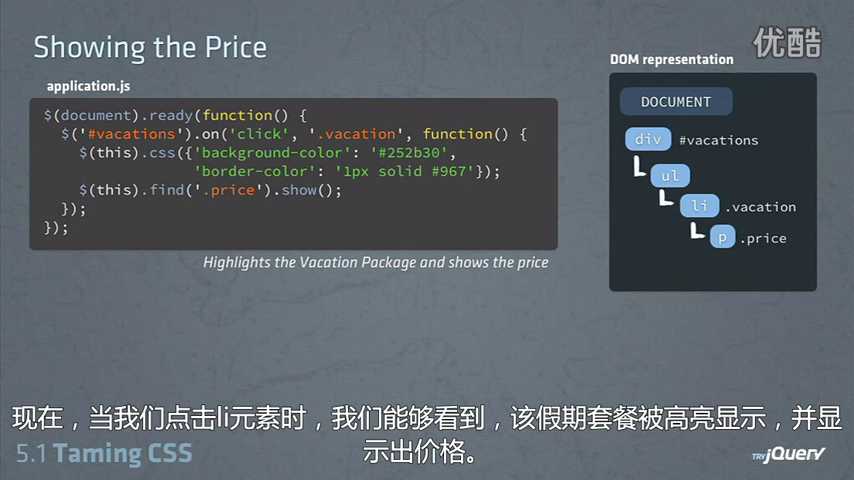 Showing the Price
优酷
DOM representation
application.js
$(document).ready(function() {
  $('#vacations').on('click', '.vacation', function() {
    $(this).css({'background-color': '#252b30',
                 'border-color': '1px solid #967'});
    $(this).find('.price').show();
  });
});
DOCUMENT
div #vacations
ul
li .vacation
p .price
Highlights the Vacation Package and shows the price
现在，当我们点击li元素时，我们能够看到，该假期套餐被高亮显示，并显
示出价格。
5.1 Taming CSS
TRY jQuery